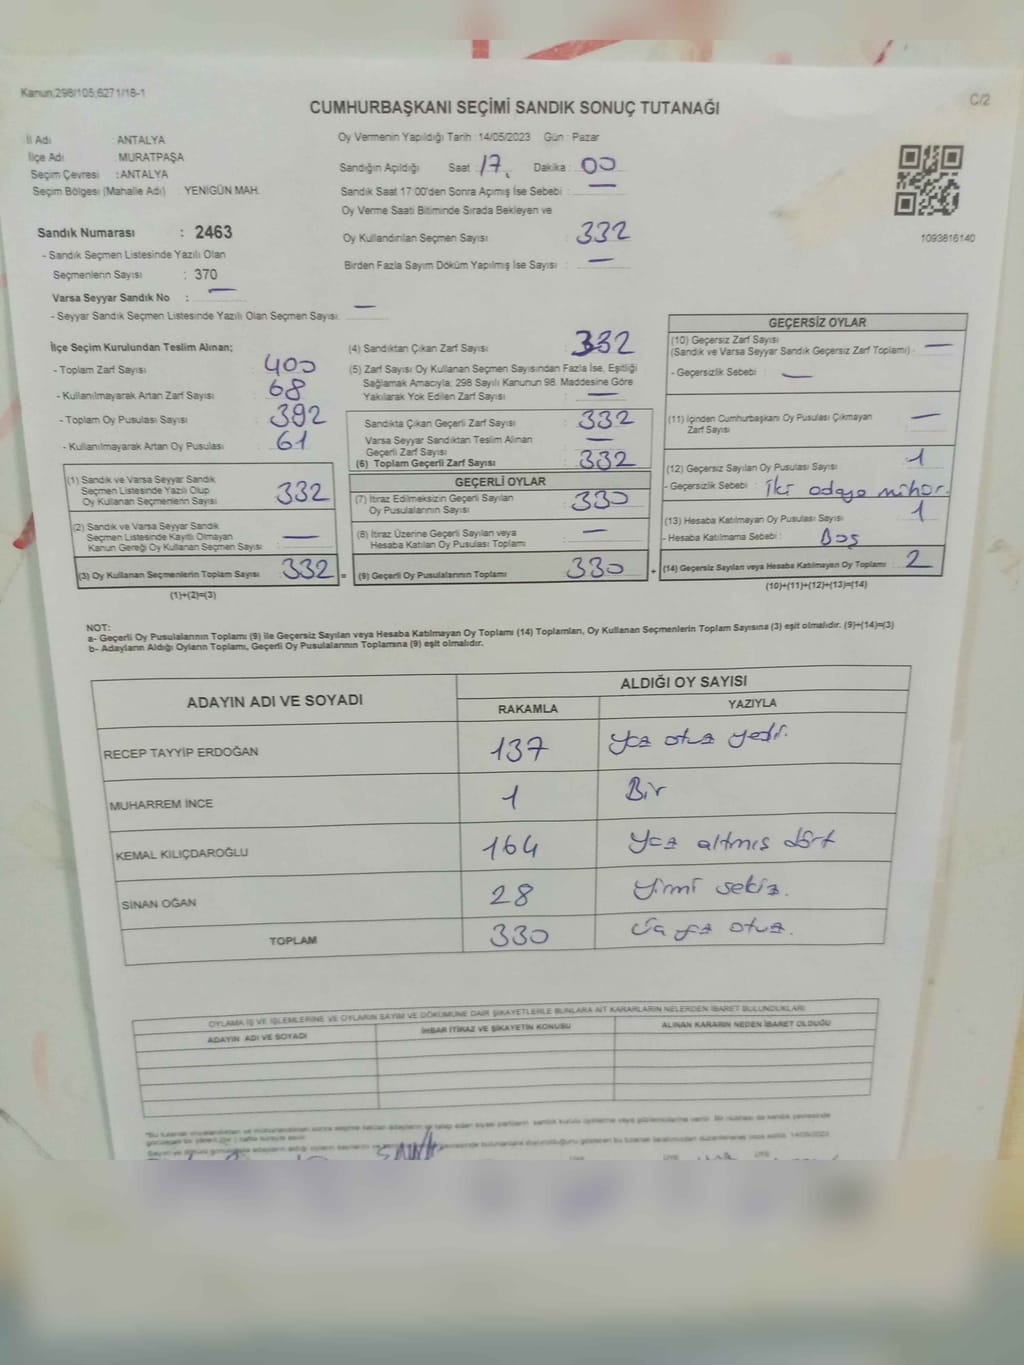 Kanun:298/105;6271/18-1
C/2
CUMHURBAŞKANI SEÇİMİ SANDIK SONUÇ TUTANAĞI
İl Adı : ANTALYA
İlçe Adı : MURATPAŞA
Seçim Çevresi : ANTALYA
Seçim Bölgesi (Mahalle Adı) : YENİGÜN MAH.
Sandık Numarası : 2463
- Sandık Seçmen Listesinde Yazılı Olan
Seçmenlerin Sayısı : 370
Varsa Seyyar Sandık No : —
- Seyyar Sandık Seçmen Listesinde Yazılı Olan Seçmen Sayısı: —
Oy Vermenin Yapıldığı Tarih : 14/05/2023 Gün : Pazar
Sandığın Açıldığı Saat : 17. Dakika : 00
Sandık Saat 17:00'den Sonra Açımış İse Sebebi : —
Oy Verme Saati Bitiminde Sırada Bekleyen ve
Oy Kullandırılan Seçmen Sayısı : 332
Birden Fazla Sayım Döküm Yapılmış İse Sayısı : —
1093816140
İlçe Seçim Kurulundan Teslim Alınan;
- Toplam Zarf Sayısı : 400
- Kullanılmayarak Artan Zarf Sayısı : 68
- Toplam Oy Pusulası Sayısı : 392
- Kullanılmayarak Artan Oy Pusulası : 61
(1) Sandık ve Varsa Seyyar Sandık
Seçmen Listesinde Yazılı Olup
Oy Kullanan Seçmenlerin Sayısı : 332
(2) Sandık ve Varsa Seyyar Sandık
Seçmen Listesinde Kayıtlı Olmayan
Kanun Gereği Oy Kullanan Seçmen Sayısı : —
(3) Oy Kullanan Seçmenlerin Toplam Sayısı : 332 =
(1)+(2)=(3)
(4) Sandıktan Çıkan Zarf Sayısı : 332
(5) Zarf Sayısı Oy Kullanan Seçmen Sayısından Fazla İse, Eşitliği
Sağlamak Amacıyla, 298 Sayılı Kanunun 98. Maddesine Göre
Yakılarak Yok Edilen Zarf Sayısı : —
Sandıkta Çıkan Geçerli Zarf Sayısı : 332
Varsa Seyyar Sandıktan Teslim Alınan
Geçerli Zarf Sayısı : —
(6) Toplam Geçerli Zarf Sayısı : 332
GEÇERLİ OYLAR
(7) İtiraz Edilmeksizin Geçerli Sayılan
Oy Pusulalarının Sayısı : 330
(8) İtiraz Üzerine Geçerli Sayılan veya
Hesaba Katılan Oy Pusulası Toplamı : —
(9) Geçerli Oy Pusulalarının Toplamı : 330 +
GEÇERSİZ OYLAR
(10) Geçersiz Zarf Sayısı
(Sandık ve Varsa Seyyar Sandık Geçersiz Zarf Toplamı) : —
- Geçersizlik Sebebi : —
(11) İçinden Cumhurbaşkanı Oy Pusulası Çıkmayan
Zarf Sayısı : —
(12) Geçersiz Sayılan Oy Pusulası Sayısı : 1
- Geçersizlik Sebebi : iki adaya mühür.
(13) Hesaba Katılmayan Oy Pusulası Sayısı : 1
- Hesaba Katılmama Sebebi : Boş
(14) Geçersiz Sayılan veya Hesaba Katılmayan Oy Toplamı : 2
(10)+(11)+(12)+(13)=(14)
NOT:
a- Geçerli Oy Pusulalarının Toplamı (9) ile Geçersiz Sayılan veya Hesaba Katılmayan Oy Toplamı (14) Toplamları, Oy Kullanan Seçmenlerin Toplam Sayısına (3) eşit olmalıdır. (9)+(14)=(3)
b- Adayların Aldığı Oyların Toplamı, Geçerli Oy Pusulalarının Toplamına (9) eşit olmalıdır.
ADAYIN ADI VE SOYADI
ALDIĞI OY SAYISI
RAKAMLA YAZIYLA
RECEP TAYYİP ERDOĞAN 137 yüz otuz yedi.
MUHARREM İNCE 1 Bir
KEMAL KILIÇDAROĞLU 164 yüz altmış dört
SİNAN OĞAN 28 yirmi sekiz.
TOPLAM 330 üç yüz otuz.
OYLAMA İŞ VE İŞLEMLERİNE VE OYLARIN SAYIM VE DÖKÜMÜNE DAİR ŞİKAYETLERLE BUNLARA AİT KARARLARIN NELERDEN İBARET BULUNDUKLARI
ADAYIN ADI VE SOYADI İHBAR İTİRAZ VE ŞİKAYETİN KONUSU ALINAN KARARIN NEDEN İBARET OLDUĞU